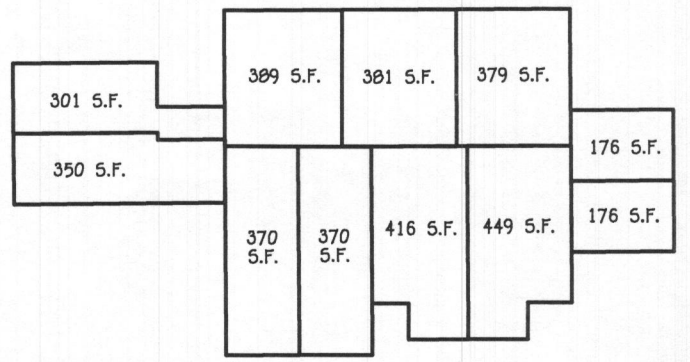 389 S.F.
381 S.F.
379 S.F.
301 S.F.
350 S.F.
176 S.F.
176 S.F.
370
S.F.
370
S.F.
416 S.F.
449 S.F.